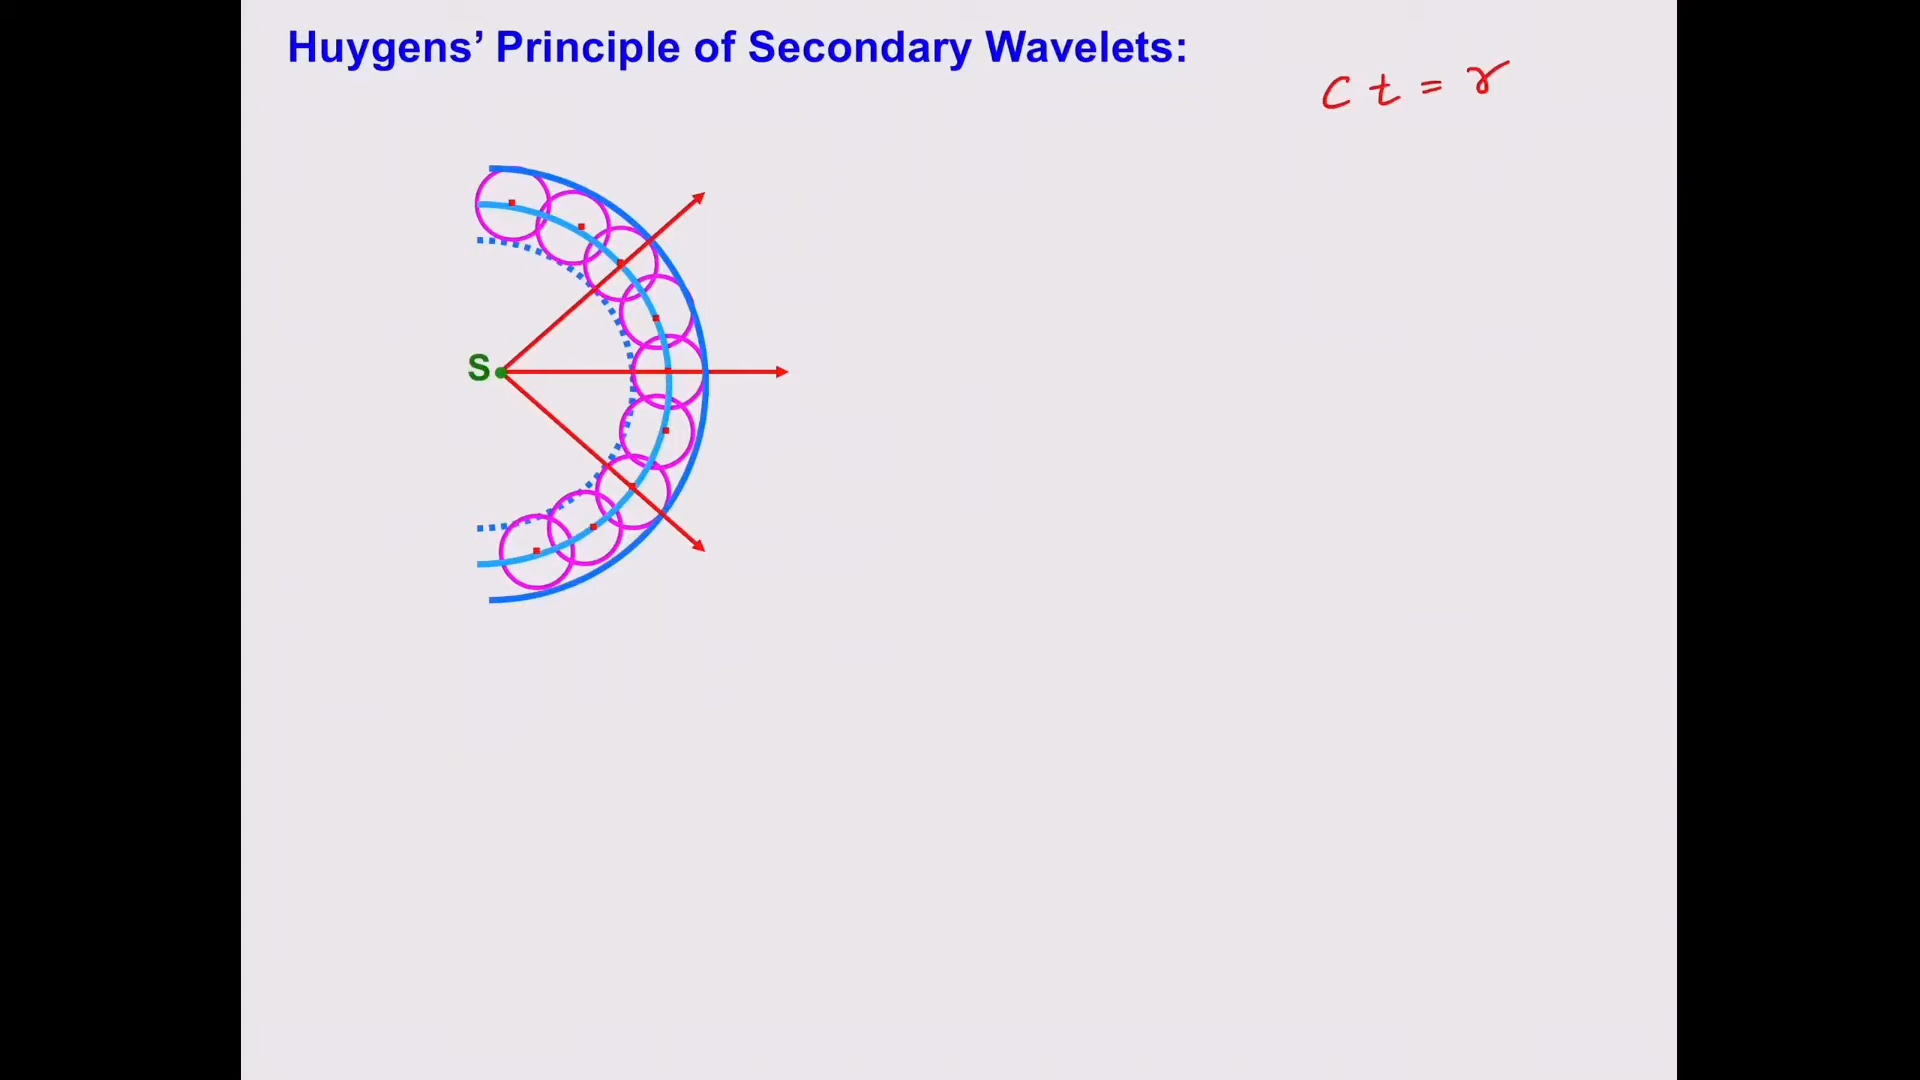 Huygens’ Principle of Secondary Wavelets:
c t = r
S